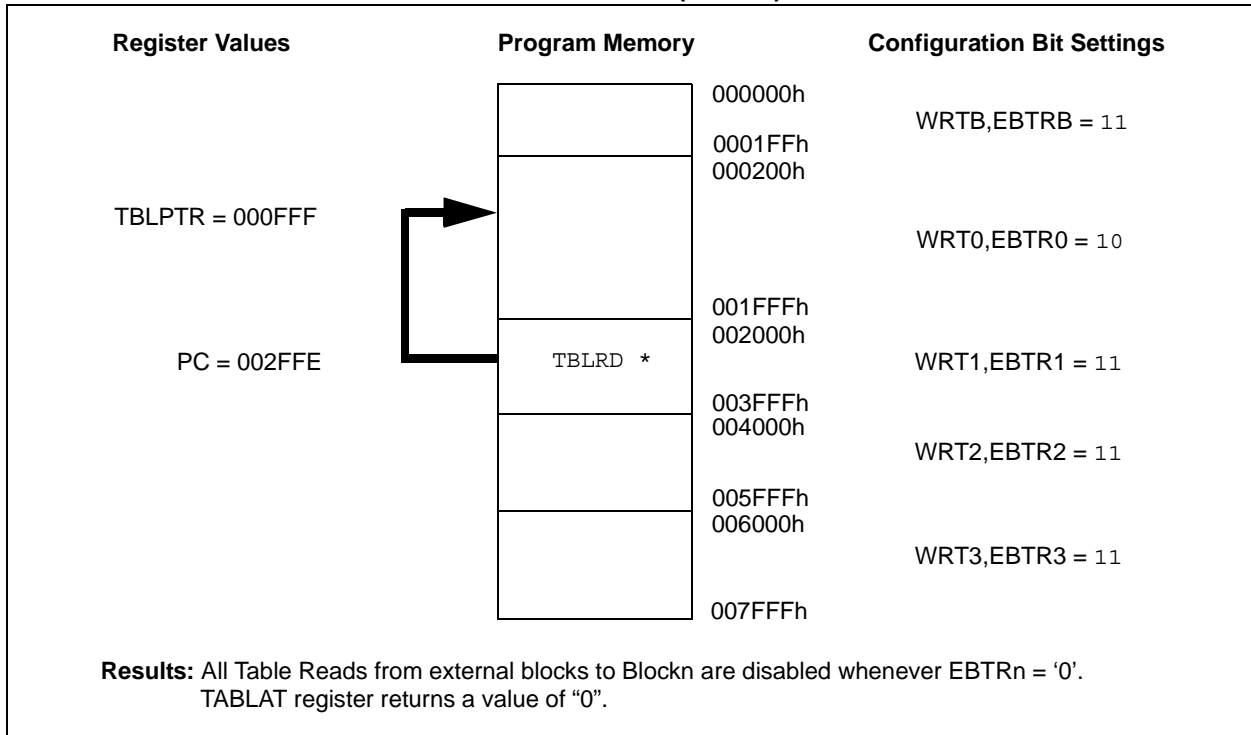 Register Values Program Memory Configuration Bit Settings
000000h
WRTB,EBTRB = 11
0001FFh
000200h
TBLPTR = 000FFF
WRT0,EBTR0 = 10
001FFFh
002000h
PC = 002FFE TBLRD * WRT1,EBTR1 = 11
003FFFh
004000h
WRT2,EBTR2 = 11
005FFFh
006000h
WRT3,EBTR3 = 11
007FFFh
Results: All Table Reads from external blocks to Blockn are disabled whenever EBTRn = ‘0’.
TABLAT register returns a value of “0”.